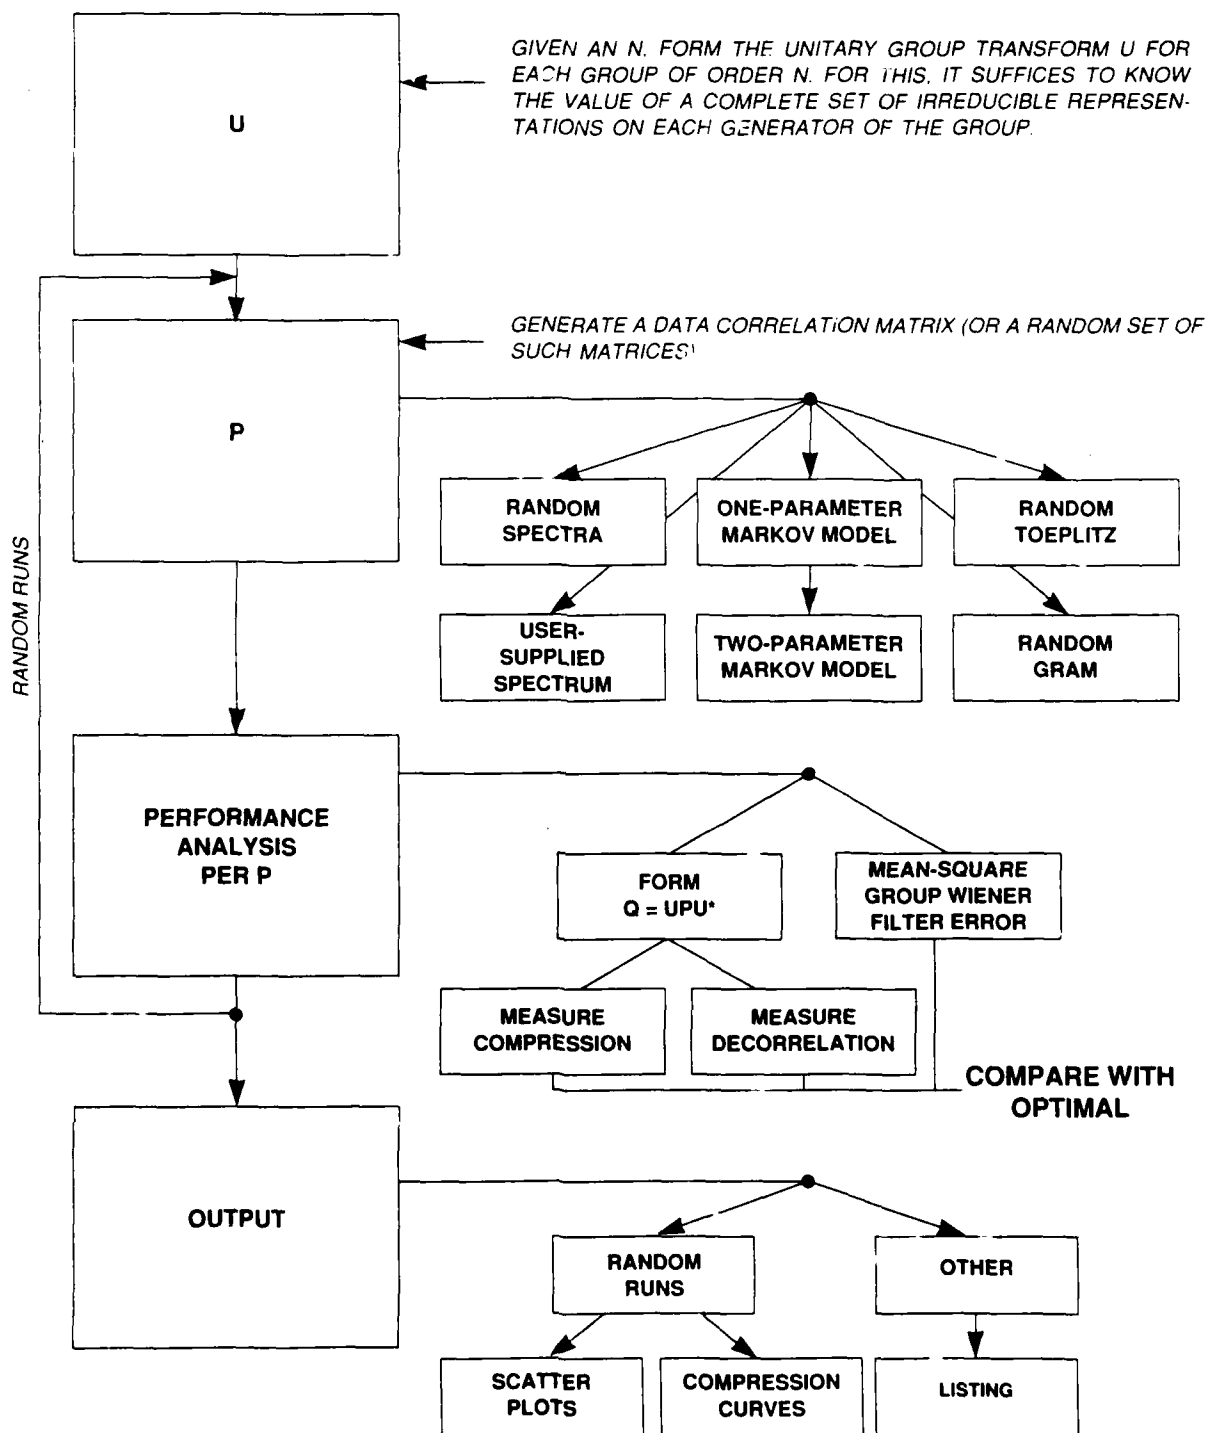 GIVEN AN N, FORM THE UNITARY GROUP TRANSFORM U FOR
EACH GROUP OF ORDER N. FOR THIS, IT SUFFICES TO KNOW
THE VALUE OF A COMPLETE SET OF IRREDUCIBLE REPRESEN-
TATIONS ON EACH GENERATOR OF THE GROUP.
U
GENERATE A DATA CORRELATION MATRIX (OR A RANDOM SET OF
SUCH MATRICES)
P
RANDOM
SPECTRA
ONE-PARAMETER
MARKOV MODEL
RANDOM
TOEPLITZ
USER-
SUPPLIED
SPECTRUM
TWO-PARAMETER
MARKOV MODEL
RANDOM
GRAM
RANDOM RUNS
PERFORMANCE
ANALYSIS
PER P
FORM
Q = UPU*
MEAN-SQUARE
GROUP WIENER
FILTER ERROR
MEASURE
COMPRESSION
MEASURE
DECORRELATION
COMPARE WITH
OPTIMAL
OUTPUT
RANDOM
RUNS
OTHER
SCATTER
PLOTS
COMPRESSION
CURVES
LISTING